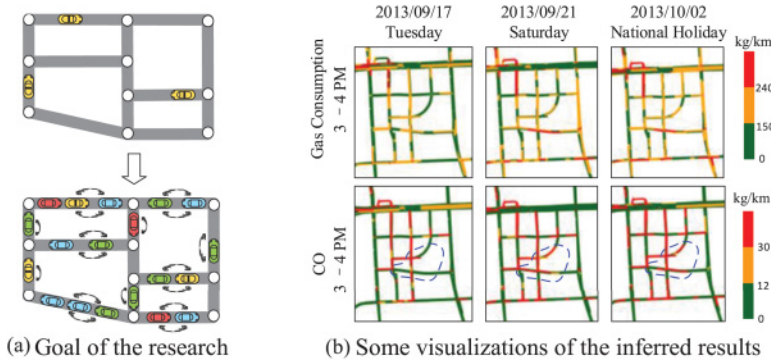 2013/09/17 2013/09/21 2013/10/02
Tuesday Saturday National Holiday
kg/km
Gas Consumption
3 – 4 PM
240
150
0
kg/km
CO
3 – 4 PM
30
12
0
(a) Goal of the research
(b) Some visualizations of the inferred results